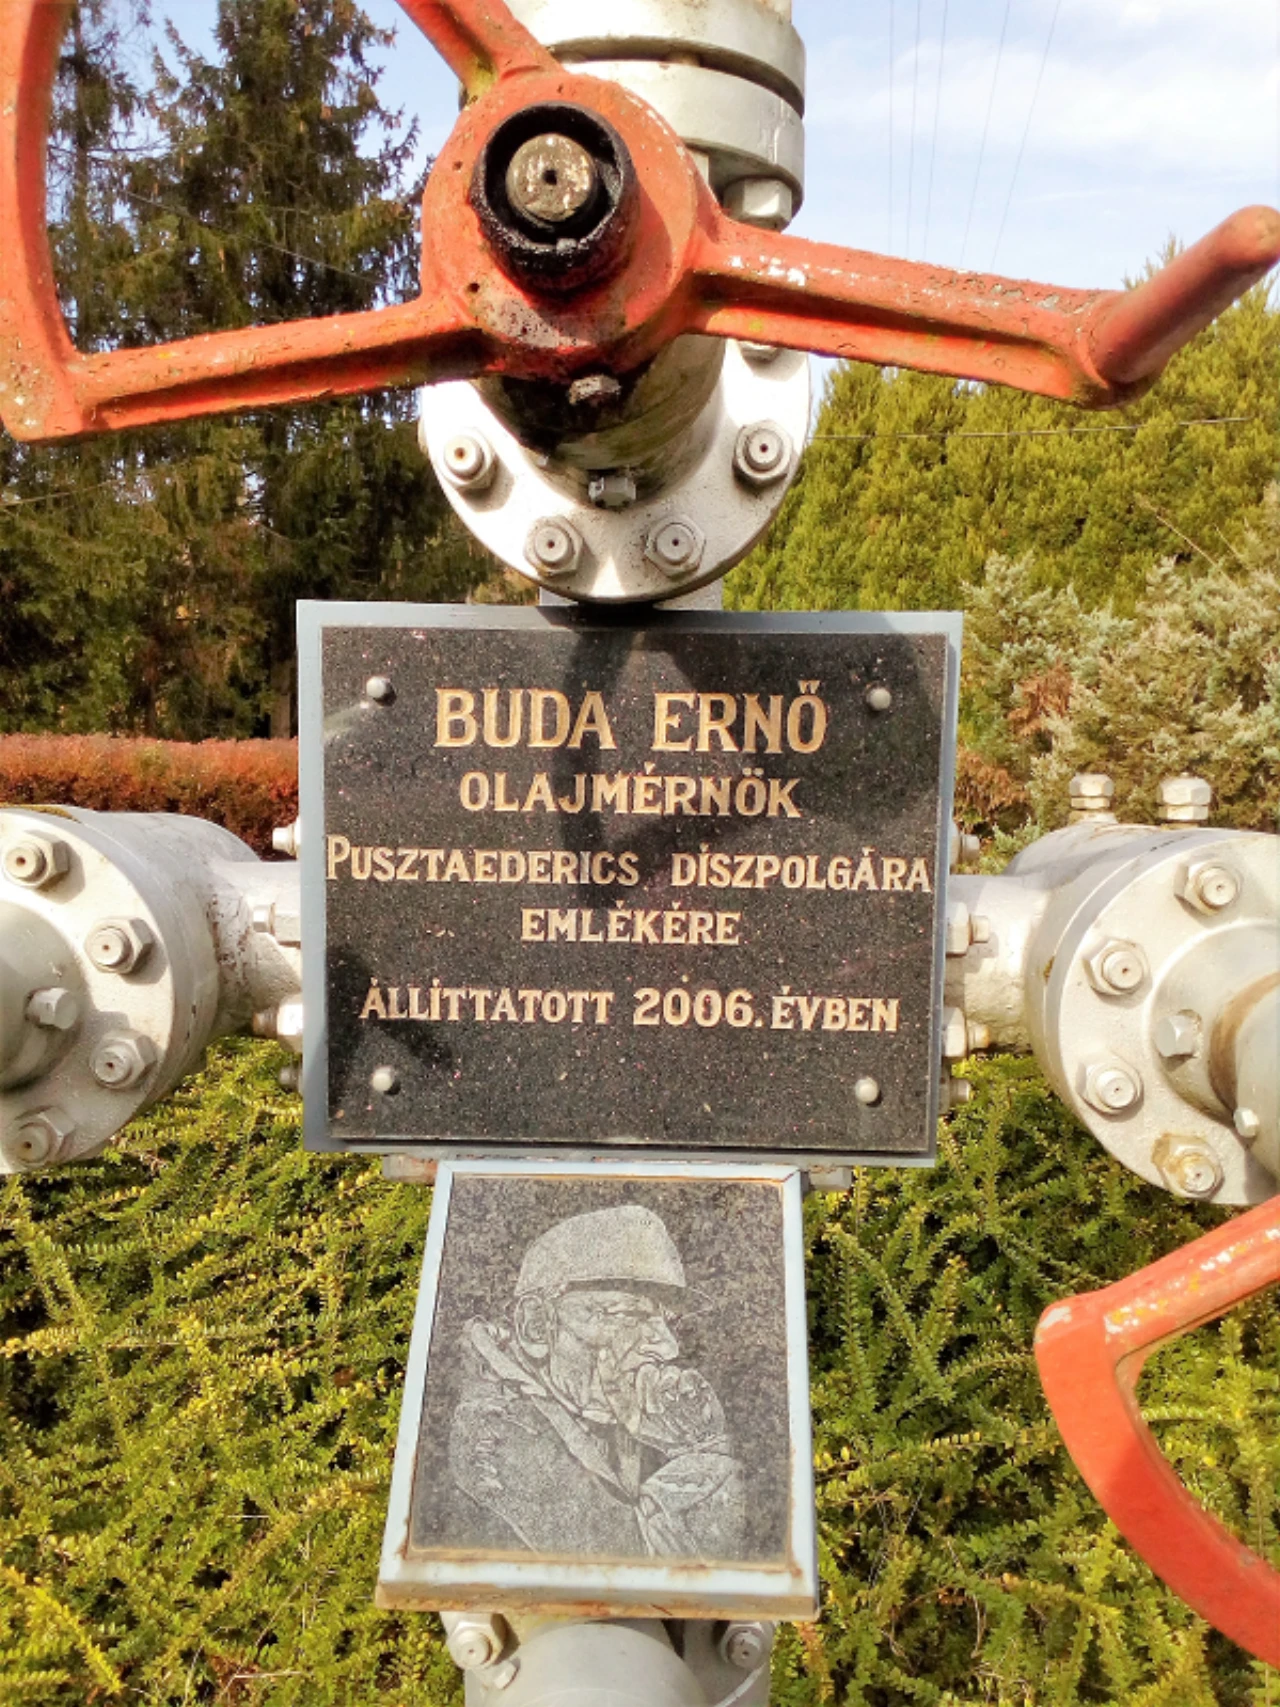 BUDA ERNŐ
OLAJMÉRNÖK
PUSZTAEDERICS DÍSZPOLGÁRA
EMLÉKÉRE
ÁLLÍTTATOTT 2006. ÉVBEN